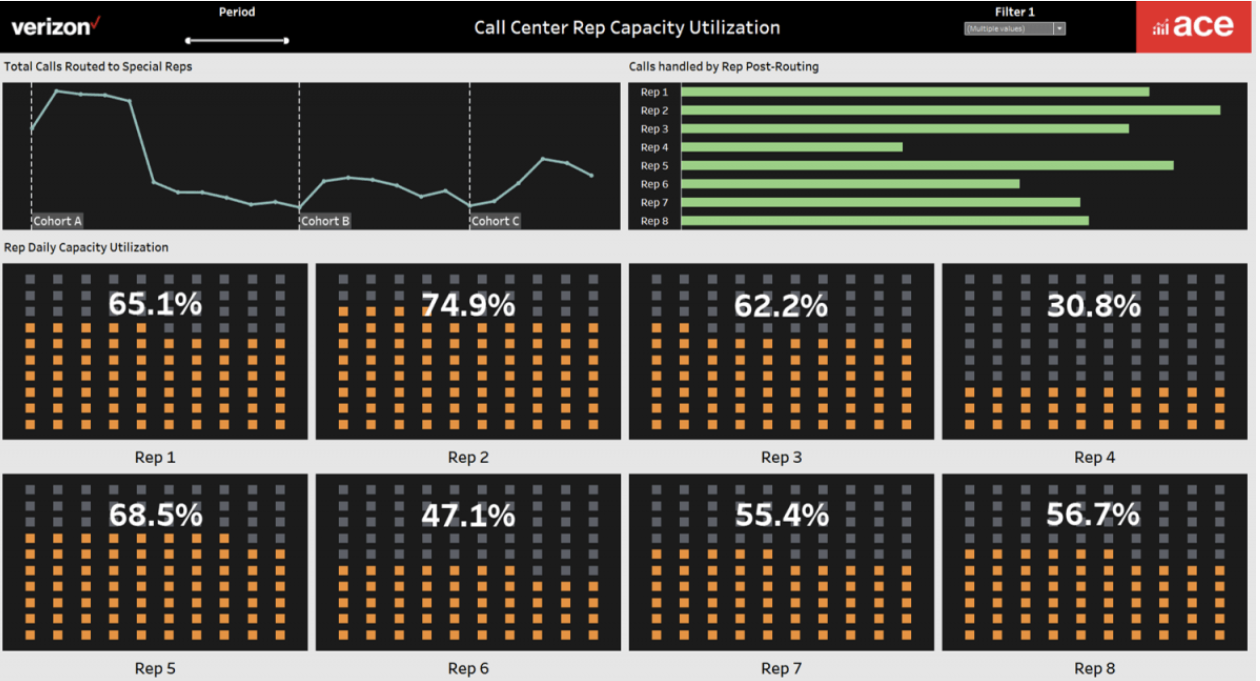 verizon✓
Period
Call Center Rep Capacity Utilization
Filter 1
(Multiple values)
ace
Total Calls Routed to Special Reps
Cohort A
Cohort B
Cohort C
Calls handled by Rep Post-Routing
Rep 1
Rep 2
Rep 3
Rep 4
Rep 5
Rep 6
Rep 7
Rep 8
Rep Daily Capacity Utilization
65.1%
74.9%
62.2%
30.8%
Rep 1
Rep 2
Rep 3
Rep 4
68.5%
47.1%
55.4%
56.7%
Rep 5
Rep 6
Rep 7
Rep 8